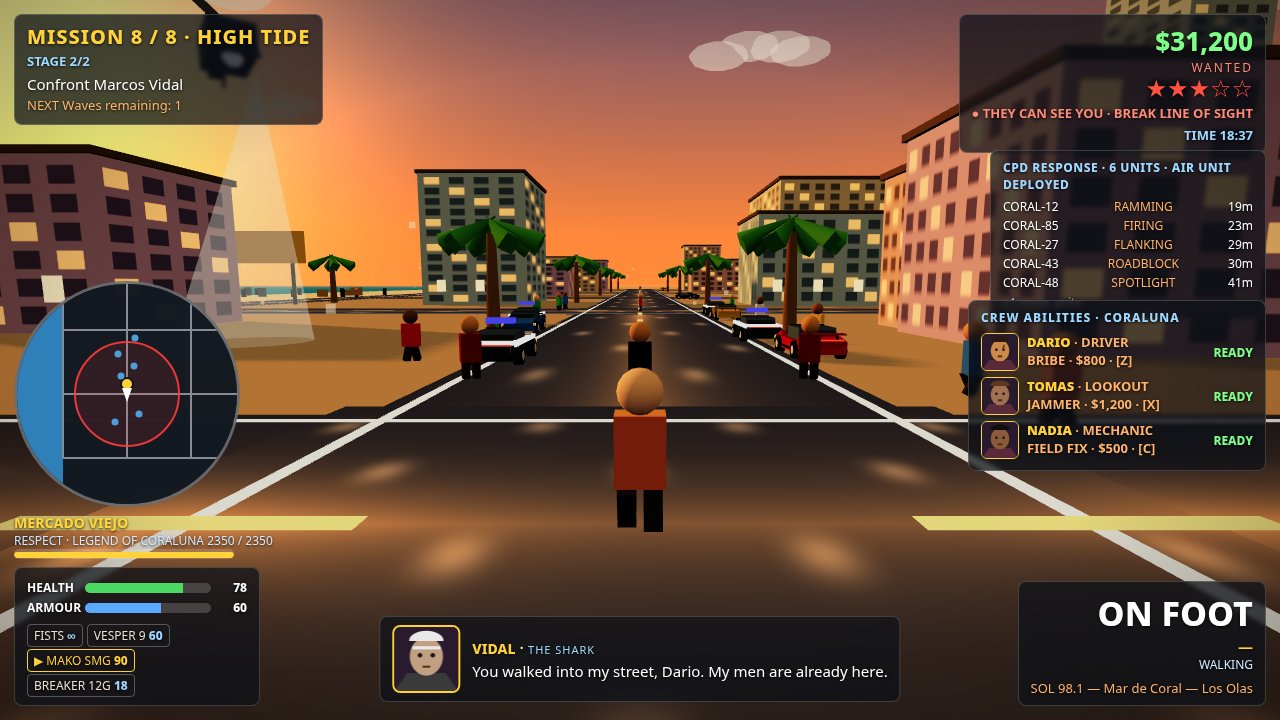 MISSION 8 / 8 · HIGH TIDE
STAGE 2/2
Confront Marcos Vidal
NEXT Waves remaining: 1
$31,200
WANTED
★★★☆☆
● THEY CAN SEE YOU · BREAK LINE OF SIGHT
TIME 18:37
CPD RESPONSE · 6 UNITS · AIR UNIT
DEPLOYED
CORAL-12 RAMMING 19m
CORAL-85 FIRING 23m
CORAL-27 FLANKING 29m
CORAL-43 ROADBLOCK 30m
CORAL-48 SPOTLIGHT 41m
CREW ABILITIES · CORALUNA
DARIO · DRIVER
BRIBE · $800 · [Z]
READY
TOMAS · LOOKOUT
JAMMER · $1,200 · [X]
READY
NADIA · MECHANIC
FIELD FIX · $500 · [C]
READY
MERCADO VIEJO
RESPECT · LEGEND OF CORALUNA 2350 / 2350
HEALTH 78
ARMOUR 60
FISTS ∞ VESPER 9 60
▶ MAKO SMG 90
BREAKER 12G 18
VIDAL · THE SHARK
You walked into my street, Dario. My men are already here.
ON FOOT
—
WALKING
SOL 98.1 — Mar de Coral — Los Olas